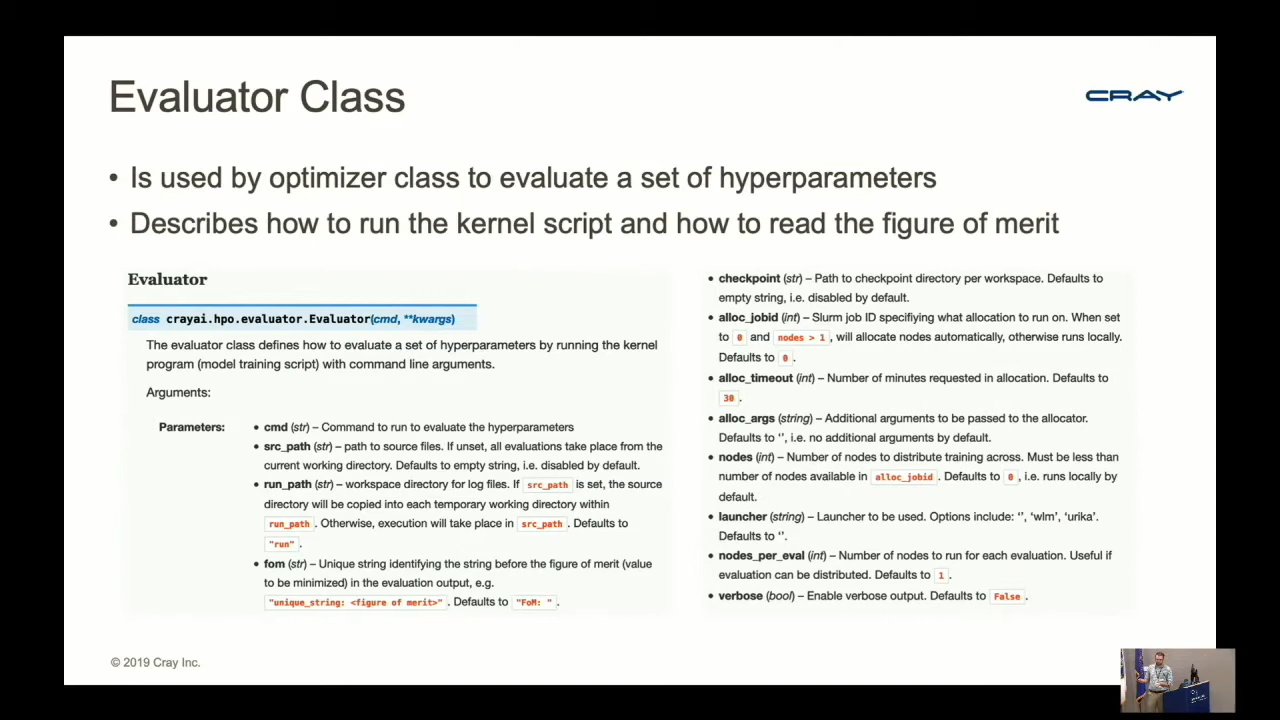 Evaluator Class
CRAY
• Is used by optimizer class to evaluate a set of hyperparameters
• Describes how to run the kernel script and how to read the figure of merit
Evaluator
class crayai.hpo.evaluator.Evaluator(cmd, **kwargs)
The evaluator class defines how to evaluate a set of hyperparameters by running the kernel
program (model training script) with command line arguments.
Arguments:
Parameters:
• cmd (str) – Command to run to evaluate the hyperparameters
• src_path (str) – path to source files. If unset, all evaluations take place from the
current working directory. Defaults to empty string, i.e. disabled by default.
• run_path (str) – workspace directory for log files. If src_path is set, the source
directory will be copied into each temporary working directory within
run_path. Otherwise, execution will take place in src_path. Defaults to
"run".
• fom (str) – Unique string identifying the string before the figure of merit (value
to be minimized) in the evaluation output, e.g.
"unique_string: <figure of merit>". Defaults to "FoM: ".
• checkpoint (str) – Path to checkpoint directory per workspace. Defaults to
empty string, i.e. disabled by default.
• alloc_jobid (int) – Slurm job ID specifiying what allocation to run on. When set
to 0 and nodes > 1, will allocate nodes automatically, otherwise runs locally.
Defaults to 0.
• alloc_timeout (int) – Number of minutes requested in allocation. Defaults to
30.
• alloc_args (string) – Additional arguments to be passed to the allocator.
Defaults to ‘’, i.e. no additional arguments by default.
• nodes (int) – Number of nodes to distribute training across. Must be less than
number of nodes available in alloc_jobid. Defaults to 0, i.e. runs locally by
default.
• launcher (string) – Launcher to be used. Options include: ‘’, ‘wlm’, ‘urika’.
Defaults to ‘’.
• nodes_per_eval (int) – Number of nodes to run for each evaluation. Useful if
evaluation can be distributed. Defaults to 1.
• verbose (bool) – Enable verbose output. Defaults to False.
© 2019 Cray Inc.